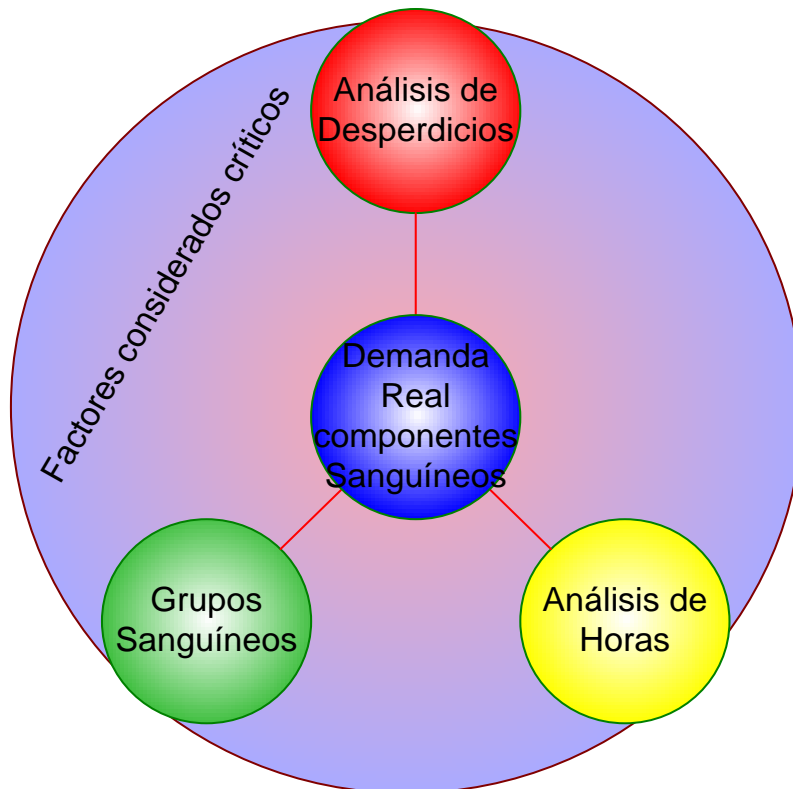 Análisis de
Desperdicios
Factores considerados críticos
Demanda
Real
componentes
Sanguíneos
Grupos
Sanguíneos
Análisis de
Horas